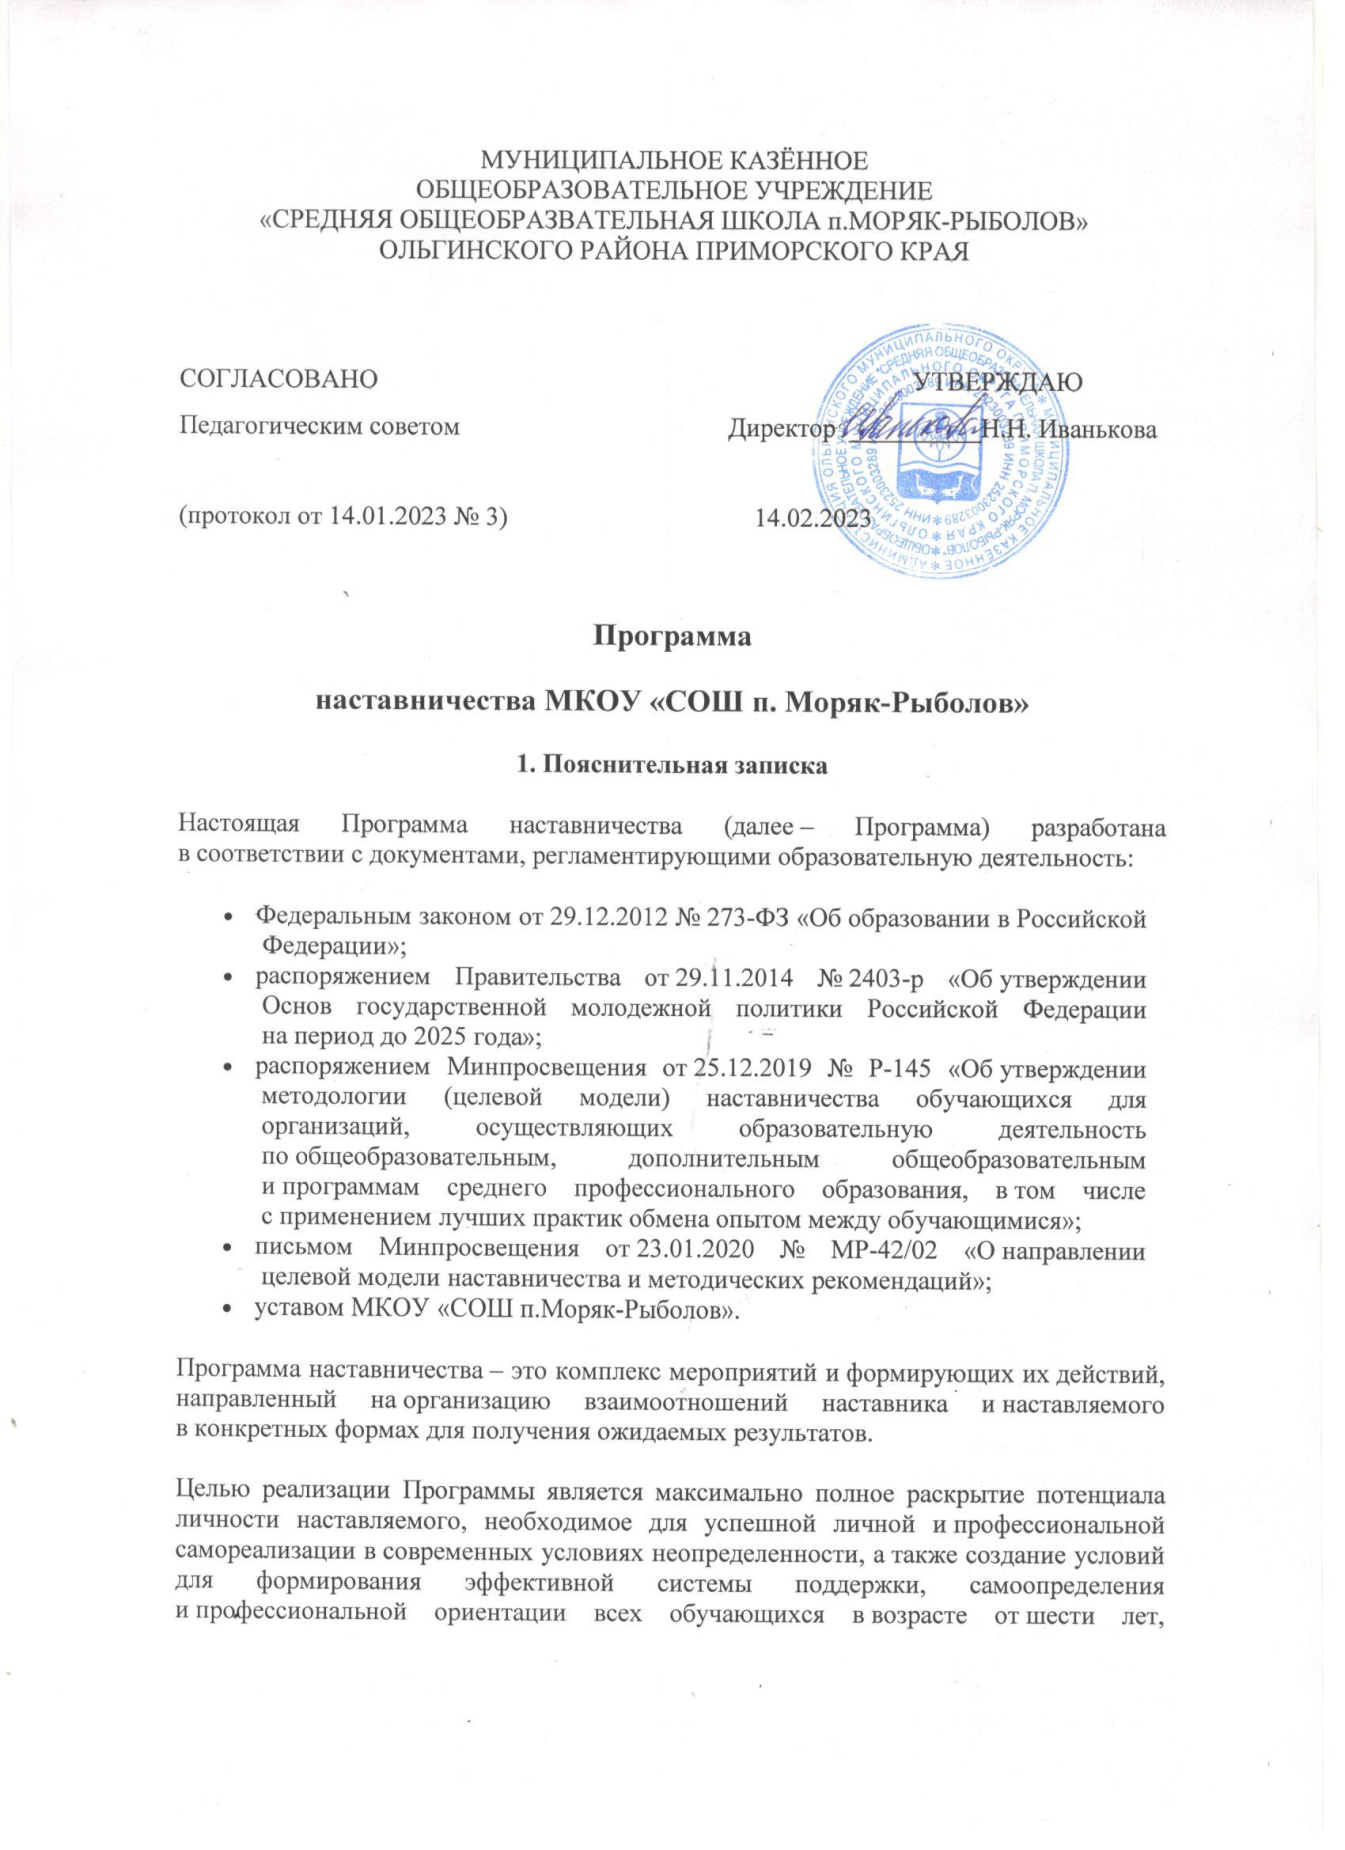 МУНИЦИПАЛЬНОЕ КАЗЁННОЕ
ОБЩЕОБРАЗОВАТЕЛЬНОЕ УЧРЕЖДЕНИЕ
«СРЕДНЯЯ ОБЩЕОБРАЗВАТЕЛЬНАЯ ШКОЛА п.МОРЯК-РЫБОЛОВ»
ОЛЬГИНСКОГО РАЙОНА ПРИМОРСКОГО КРАЯ
СОГЛАСОВАНО УТВЕРЖДАЮ
Педагогическим советом Директор Н.Н. Иванькова
(протокол от 14.01.2023 № 3) 14.02.2023
Программа
наставничества МКОУ «СОШ п. Моряк-Рыболов»
1. Пояснительная записка
Настоящая Программа наставничества (далее – Программа) разработана
в соответствии с документами, регламентирующими образовательную деятельность:
• Федеральным законом от 29.12.2012 № 273-ФЗ «Об образовании в Российской
Федерации»;
• распоряжением Правительства от 29.11.2014 № 2403-р «Об утверждении
Основ государственной молодежной политики Российской Федерации
на период до 2025 года»;
• распоряжением Минпросвещения от 25.12.2019 № Р-145 «Об утверждении
методологии (целевой модели) наставничества обучающихся для
организаций, осуществляющих образовательную деятельность
по общеобразовательным, дополнительным общеобразовательным
и программам среднего профессионального образования, в том числе
с применением лучших практик обмена опытом между обучающимися»;
• письмом Минпросвещения от 23.01.2020 № МР-42/02 «О направлении
целевой модели наставничества и методических рекомендаций»;
• уставом МКОУ «СОШ п.Моряк-Рыболов».
Программа наставничества – это комплекс мероприятий и формирующих их действий,
направленный на организацию взаимоотношений наставника и наставляемого
в конкретных формах для получения ожидаемых результатов.
Целью реализации Программы является максимально полное раскрытие потенциала
личности наставляемого, необходимое для успешной личной и профессиональной
самореализации в современных условиях неопределенности, а также создание условий
для формирования эффективной системы поддержки, самоопределения
и профессиональной ориентации всех обучающихся в возрасте от шести лет,